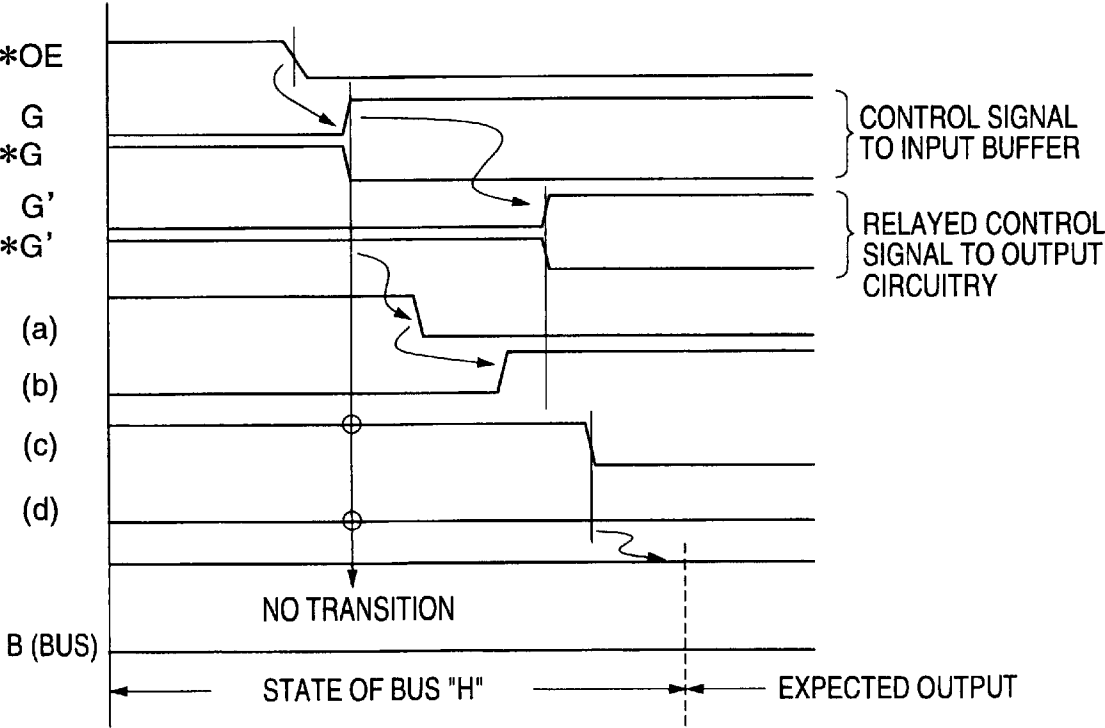 *OE
G
*G
CONTROL SIGNAL
TO INPUT BUFFER
G'
*G'
RELAYED CONTROL
SIGNAL TO OUTPUT
CIRCUITRY
(a)
(b)
(c)
(d)
NO TRANSITION
B (BUS)
STATE OF BUS "H"
EXPECTED OUTPUT